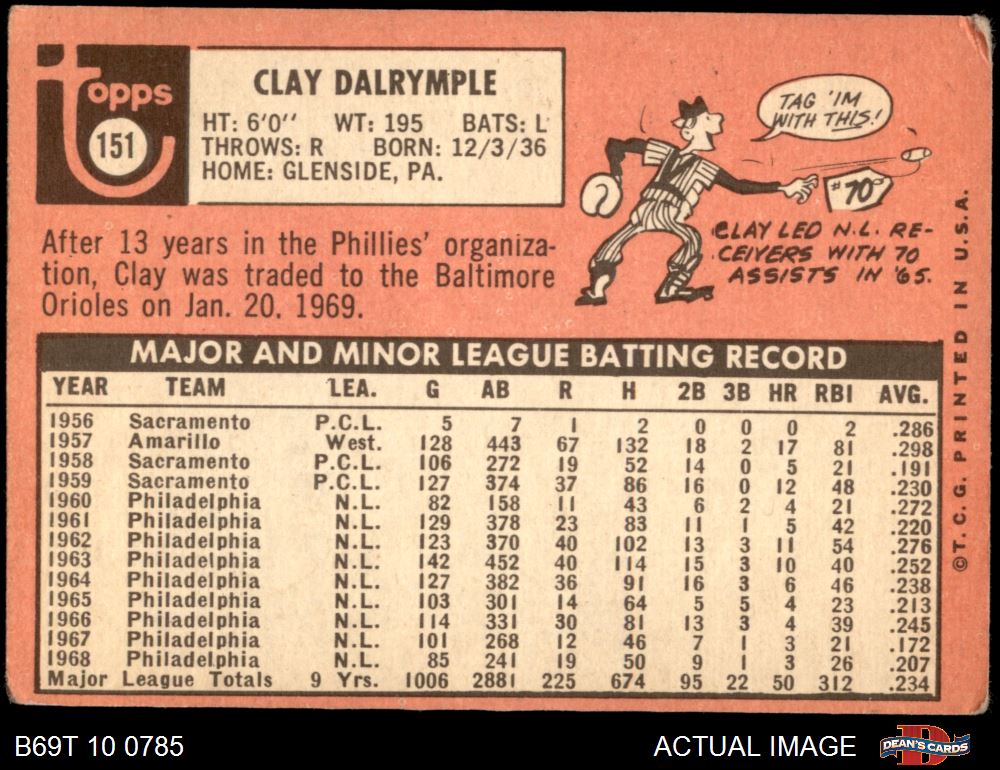 topps
151
CLAY DALRYMPLE
HT: 6'0" WT: 195 BATS: L
THROWS: R BORN: 12/3/36
HOME: GLENSIDE, PA.
TAG 'IM
WITH THIS!
#70
CLAY LED N.L. RE-
CEIVERS WITH 70
ASSISTS IN '65.
After 13 years in the Phillies' organiza-
tion, Clay was traded to the Baltimore
Orioles on Jan. 20, 1969.
MAJOR AND MINOR LEAGUE BATTING RECORD
YEAR TEAM LEA. G AB R H 2B 3B HR RBI AVG.
1956 Sacramento P.C.L. 5 7 1 2 0 0 0 2 .286
1957 Amarillo West. 128 443 67 132 18 2 17 81 .298
1958 Sacramento P.C.L. 106 272 19 52 14 0 5 21 .191
1959 Sacramento P.C.L. 127 374 37 86 16 0 12 48 .230
1960 Philadelphia N.L. 82 158 11 43 6 2 4 21 .272
1961 Philadelphia N.L. 129 378 23 83 11 1 5 42 .220
1962 Philadelphia N.L. 123 370 40 102 13 3 11 54 .276
1963 Philadelphia N.L. 142 452 40 114 15 3 10 40 .252
1964 Philadelphia N.L. 127 382 36 91 16 3 6 46 .238
1965 Philadelphia N.L. 103 301 14 64 5 5 4 23 .213
1966 Philadelphia N.L. 114 331 30 81 13 3 4 39 .245
1967 Philadelphia N.L. 101 268 12 46 7 1 3 21 .172
1968 Philadelphia N.L. 85 241 19 50 9 1 3 26 .207
Major League Totals 9 Yrs. 1006 2881 225 674 95 22 50 312 .234
©T.C.G. PRINTED IN U.S.A.
B69T 10 0785
ACTUAL IMAGE
DEAN'S CARDS